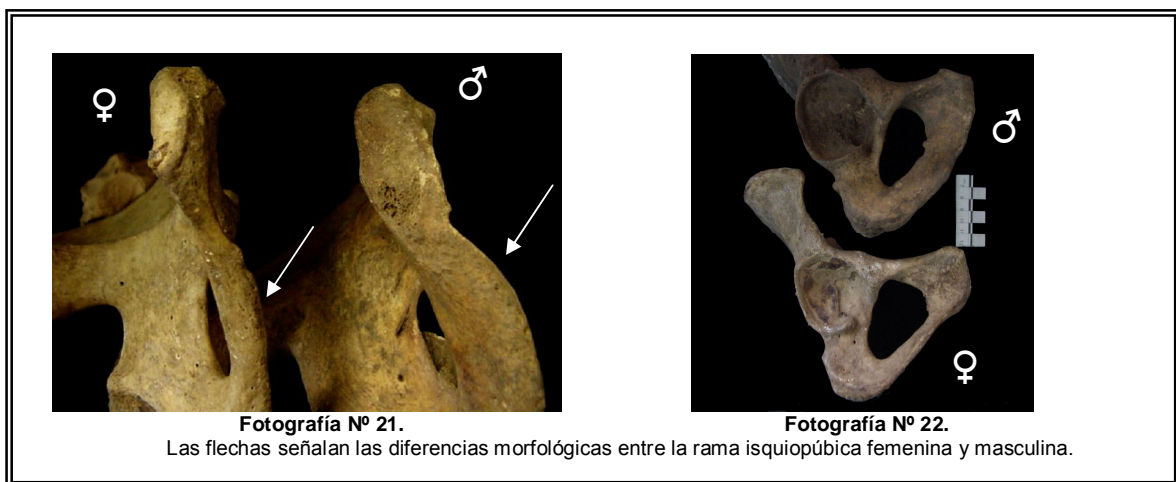 ♀
♂
♂
♀
Fotografía Nº 21.
Fotografía Nº 22.
Las flechas señalan las diferencias morfológicas entre la rama isquiopúbica femenina y masculina.